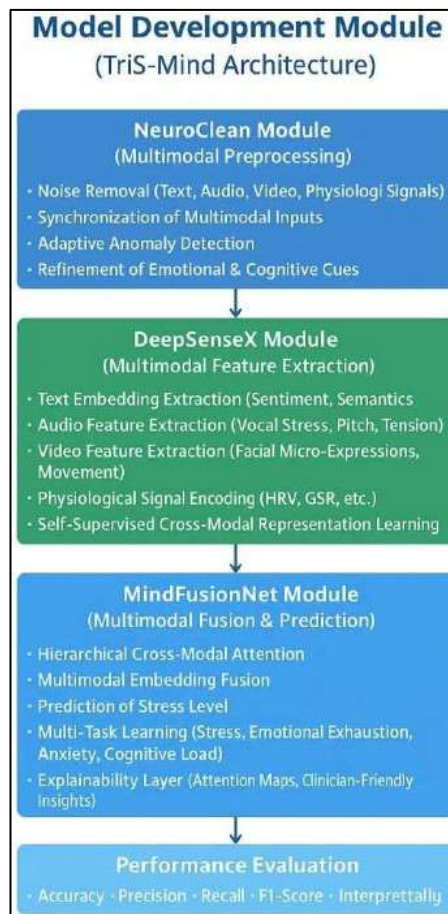 Model Development Module
(TriS-Mind Architecture)
NeuroClean Module
(Multimodal Preprocessing)
· Noise Removal (Text, Audio, Video, Physiologi Signals)
· Synchronization of Multimodal Inputs
· Adaptive Anomaly Detection
· Refinement of Emotional & Cognitive Cues
DeepSenseX Module
(Multimodal Feature Extraction)
· Text Embedding Extraction (Sentiment, Semantics
· Audio Feature Extraction (Vocal Stress, Pitch, Tension)
· Video Feature Extraction (Facial Micro-Expressions,
Movement)
· Physiological Signal Encoding (HRV, GSR, etc.)
· Self-Supervised Cross-Modal Representation Learning
MindFusionNet Module
(Multimodal Fusion & Prediction)
· Hierarchical Cross-Modal Attention
· Multimodal Embedding Fusion
· Prediction of Stress Level
· Multi-Task Learning (Stress, Emotional Exhaustion,
Anxiety, Cognitive Load)
· Explainability Layer (Attention Maps, Clinician-Friendly
Insights)
Performance Evaluation
· Accuracy · Precision · Recall · F1-Score · Interprettally